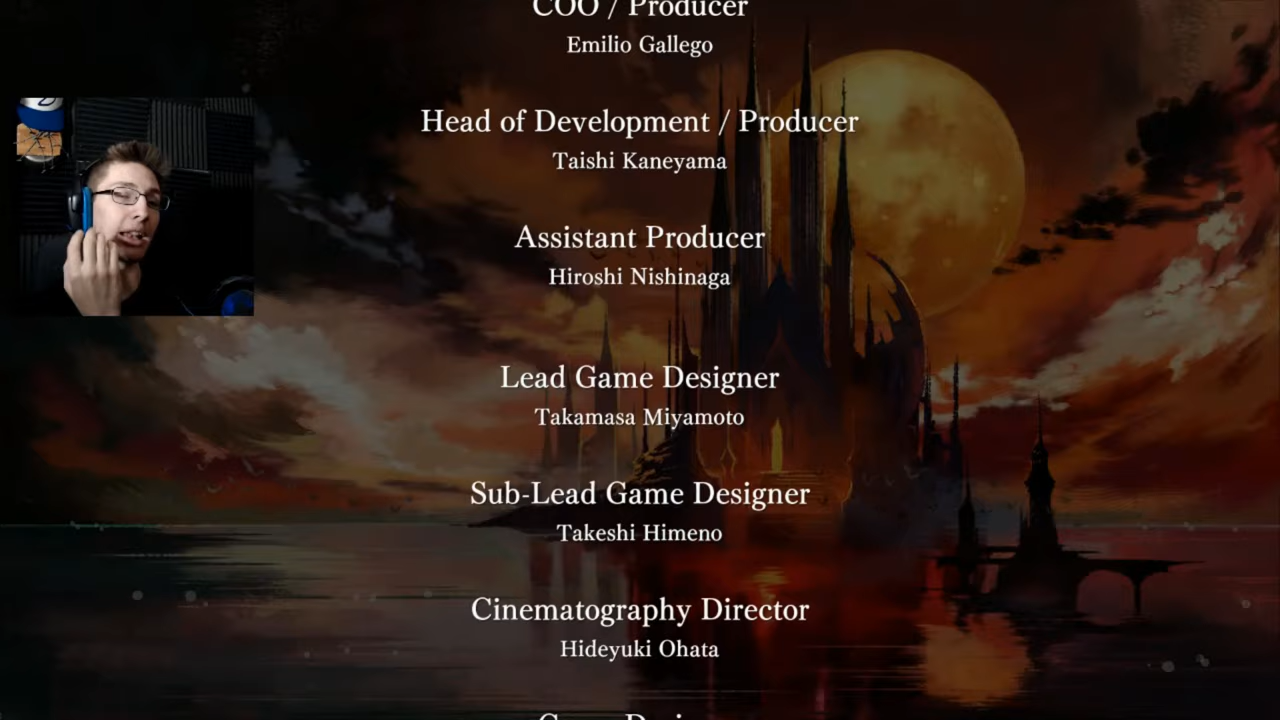 COO / Producer
Emilio Gallego
Head of Development / Producer
Taishi Kaneyama
Assistant Producer
Hiroshi Nishinaga
Lead Game Designer
Takamasa Miyamoto
Sub-Lead Game Designer
Takeshi Himeno
Cinematography Director
Hideyuki Ohata